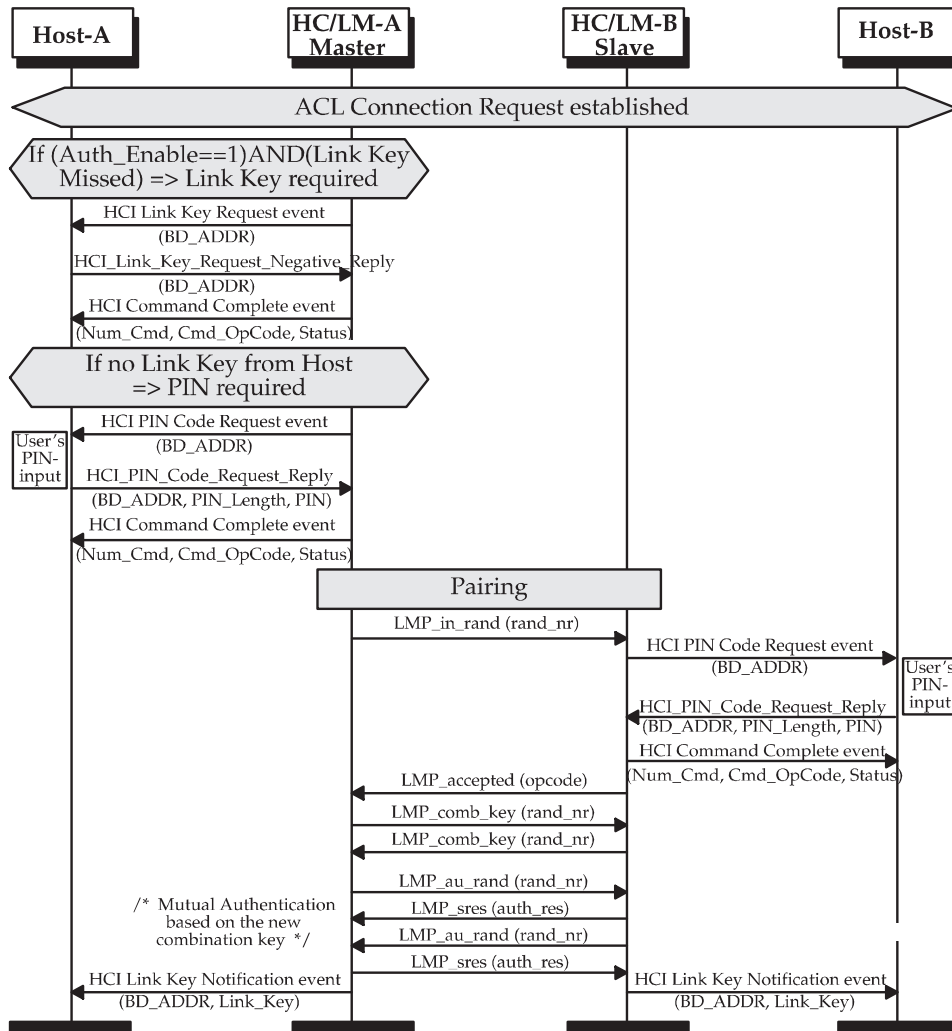 Host-A
HC/LM-A
Master
HC/LM-B
Slave
Host-B
ACL Connection Request established
If (Auth_Enable==1)AND(Link Key
Missed) => Link Key required
HCI Link Key Request event
(BD_ADDR)
HCI_Link_Key_Request_Negative_Reply
(BD_ADDR)
HCI Command Complete event
(Num_Cmd, Cmd_OpCode, Status)
If no Link Key from Host
=> PIN required
HCI PIN Code Request event
(BD_ADDR)
User's
PIN-
input
HCI_PIN_Code_Request_Reply
(BD_ADDR, PIN_Length, PIN)
HCI Command Complete event
(Num_Cmd, Cmd_OpCode, Status)
Pairing
LMP_in_rand (rand_nr)
HCI PIN Code Request event
(BD_ADDR)
User's
PIN-
input
HCI_PIN_Code_Request_Reply
(BD_ADDR, PIN_Length, PIN)
HCI Command Complete event
(Num_Cmd, Cmd_OpCode, Status)
LMP_accepted (opcode)
LMP_comb_key (rand_nr)
LMP_comb_key (rand_nr)
LMP_au_rand (rand_nr)
/* Mutual Authentication
based on the new
combination key */
LMP_sres (auth_res)
LMP_au_rand (rand_nr)
LMP_sres (auth_res)
HCI Link Key Notification event
(BD_ADDR, Link_Key)
HCI Link Key Notification event
(BD_ADDR, Link_Key)